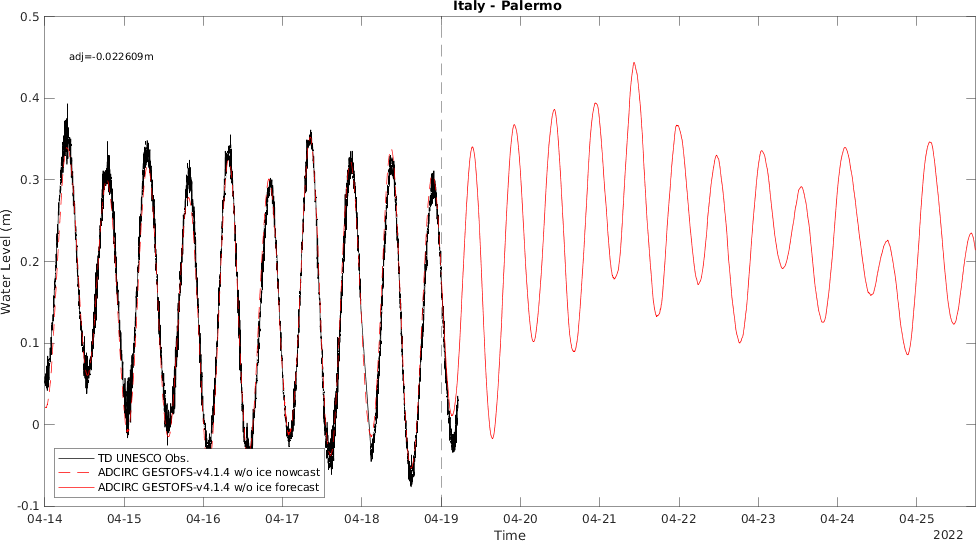 Italy - Palermo
adj=-0.022609m
0.5
0.4
0.3
0.2
0.1
0
-0.1
Water Level (m)
TD UNESCO Obs.
ADCIRC GESTOFS-v4.1.4 w/o ice nowcast
ADCIRC GESTOFS-v4.1.4 w/o ice forecast
04-14 04-15 04-16 04-17 04-18 04-19 04-20 04-21 04-22 04-23 04-24 04-25
Time
2022